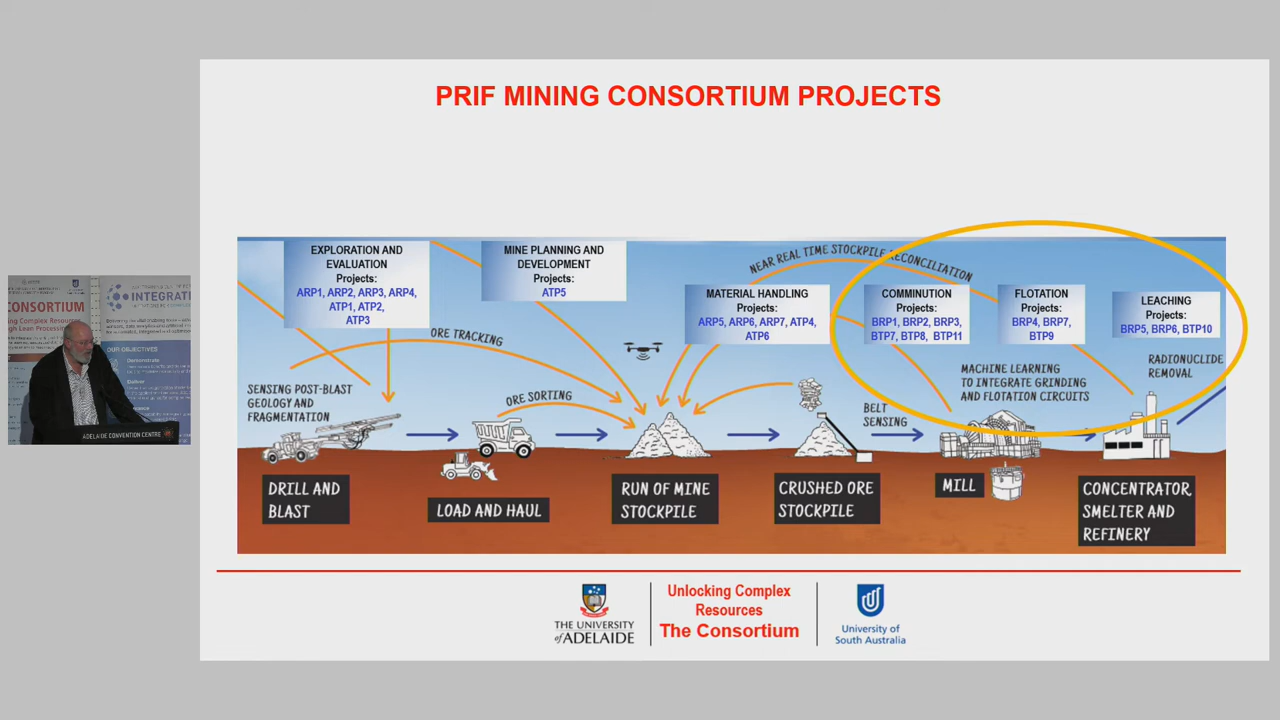 PRIF MINING CONSORTIUM PROJECTS
EXPLORATION AND
EVALUATION
Projects:
ARP1, ARP2, ARP3, ARP4,
ATP1, ATP2,
ATP3
MINE PLANNING AND
DEVELOPMENT
Projects:
ATP5
NEAR REAL TIME STOCKPILE RECONCILIATION
MATERIAL HANDLING
Projects:
ARP5, ARP6, ARP7, ATP4,
ATP6
COMMINUTION
Projects:
BRP1, BRP2, BRP3,
BTP7, BTP8, BTP11
FLOTATION
Projects:
BRP4, BRP7,
BTP9
LEACHING
Projects:
BRP5, BRP6, BTP10
ORE TRACKING
SENSING POST-BLAST
GEOLOGY AND
FRAGMENTATION
ORE SORTING
BELT
SENSING
MACHINE LEARNING
TO INTEGRATE GRINDING
AND FLOTATION CIRCUITS
RADIONUCLIDE
REMOVAL
DRILL AND
BLAST
LOAD AND HAUL
RUN OF MINE
STOCKPILE
CRUSHED ORE
STOCKPILE
MILL
CONCENTRATOR,
SMELTER AND
REFINERY
THE UNIVERSITY
of ADELAIDE
Unlocking Complex
Resources
The Consortium
University of
South Australia
CONSORTIUM
INTEGRATE
OUR OBJECTIVES
Demonstrate
Deliver
ADELAIDE CONVENTION CENTRE